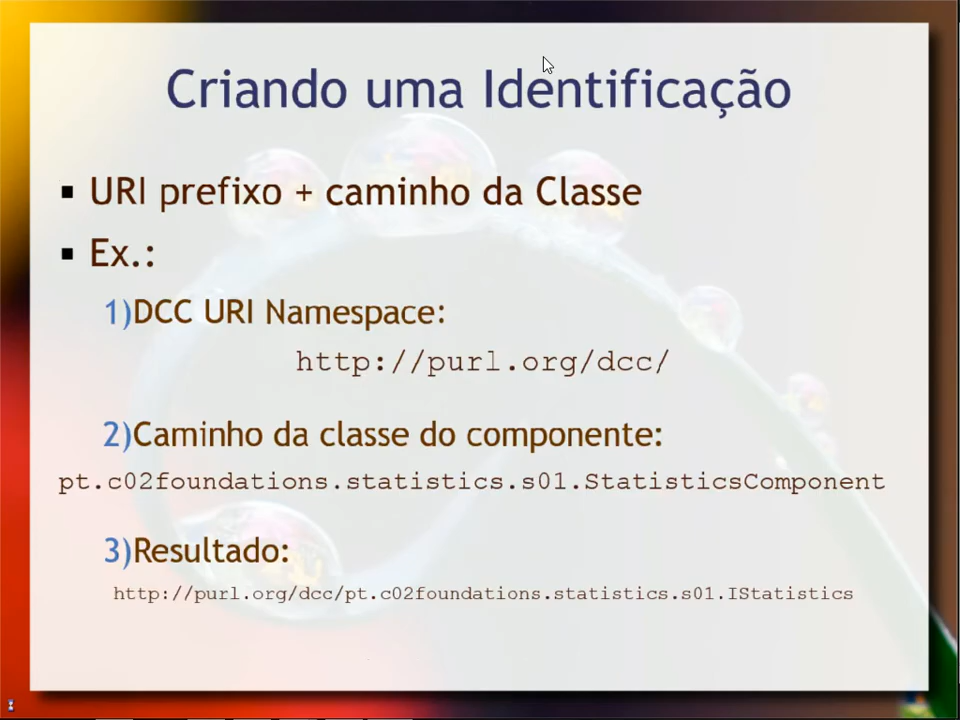 Criando uma Identificação
▪ URI prefixo + caminho da Classe
▪ Ex.:
1)DCC URI Namespace:
http://purl.org/dcc/
2)Caminho da classe do componente:
pt.c02foundations.statistics.s01.StatisticsComponent
3)Resultado:
http://purl.org/dcc/pt.c02foundations.statistics.s01.IStatistics